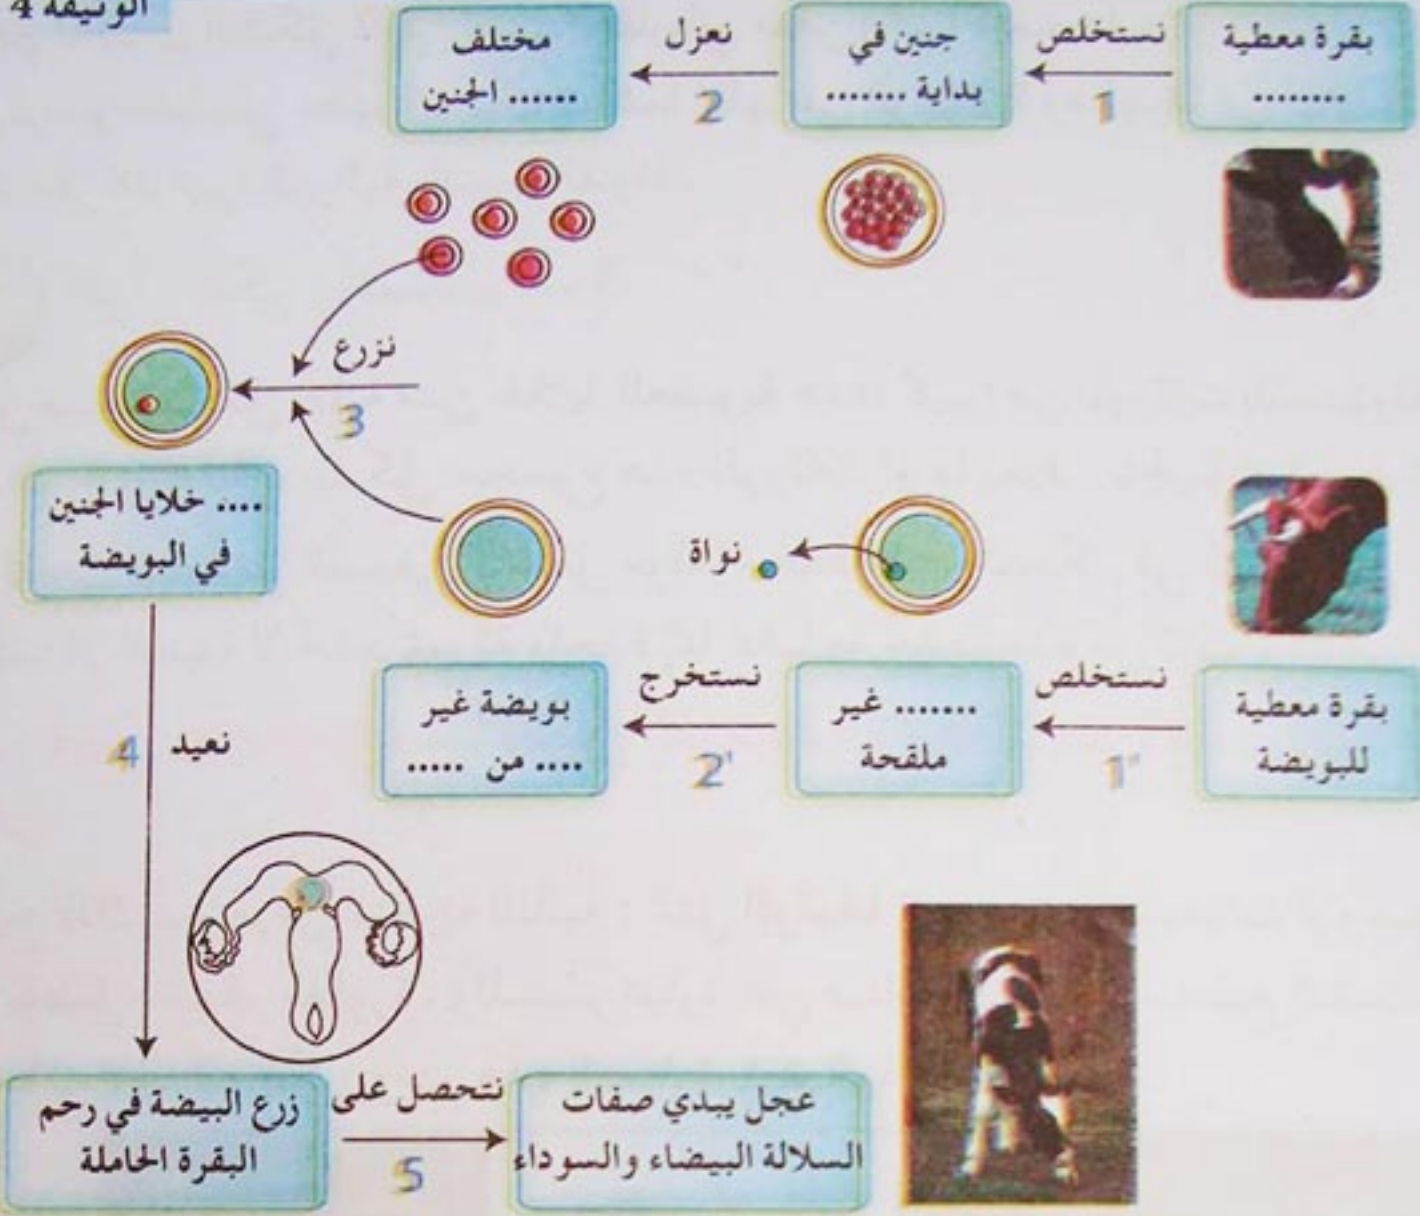 الوثيقة 4
بقرة معطية
........
نستخلص
1
جنين في
بداية .......
نعزل
2
مختلف
...... الجنين
نزرع
3
.... خلايا الجنين
في البويضة
نواة
بقرة معطية
للبويضة
نستخلص
1'
....... غير
ملقحة
نستخرج
2'
بويضة غير
.... من .....
نعيد
4
زرع البيضة في رحم
البقرة الحاملة
نتحصل على
5
عجل يبدي صفات
السلالة البيضاء والسوداء